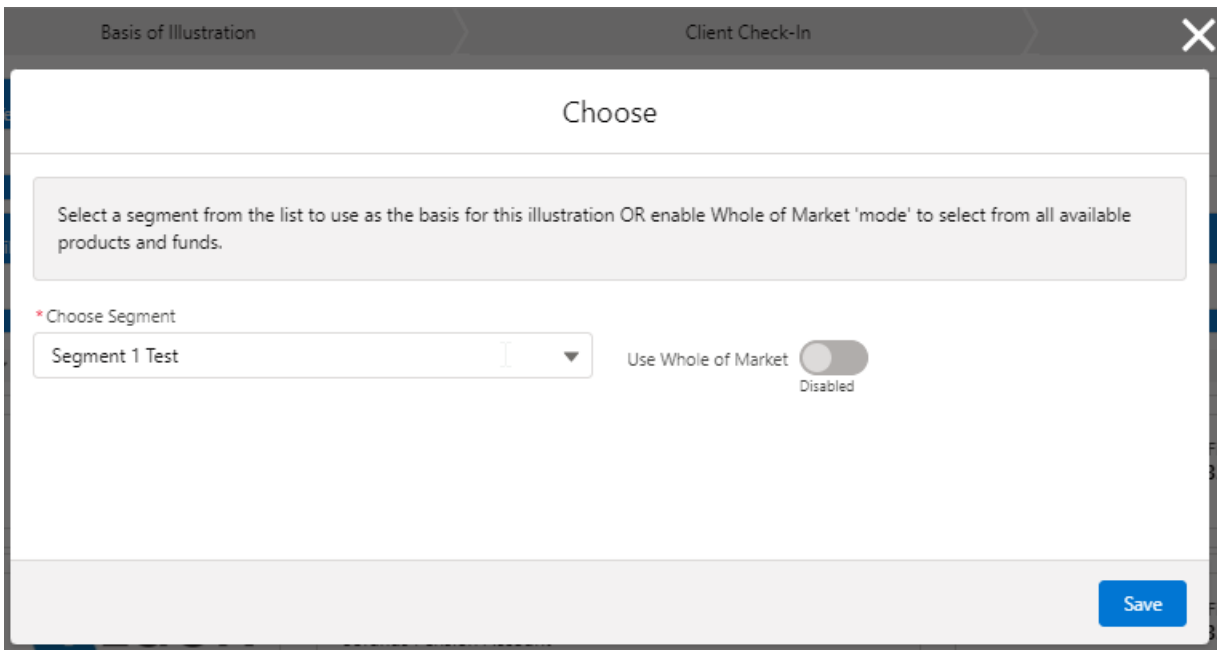 Basis of Illustration
Client Check-In
Choose
Select a segment from the list to use as the basis for this illustration OR enable Whole of Market 'mode' to select from all available
products and funds.
*Choose Segment
Segment 1 Test
Use Whole of Market
Disabled
Save